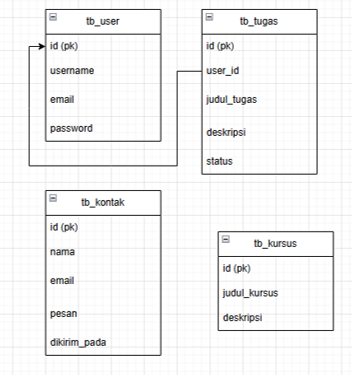 tb_user
id (pk)
username
email
password
tb_tugas
id (pk)
user_id
judul_tugas
deskripsi
status
tb_kontak
id (pk)
nama
email
pesan
dikirim_pada
tb_kursus
id (pk)
judul_kursus
deskripsi